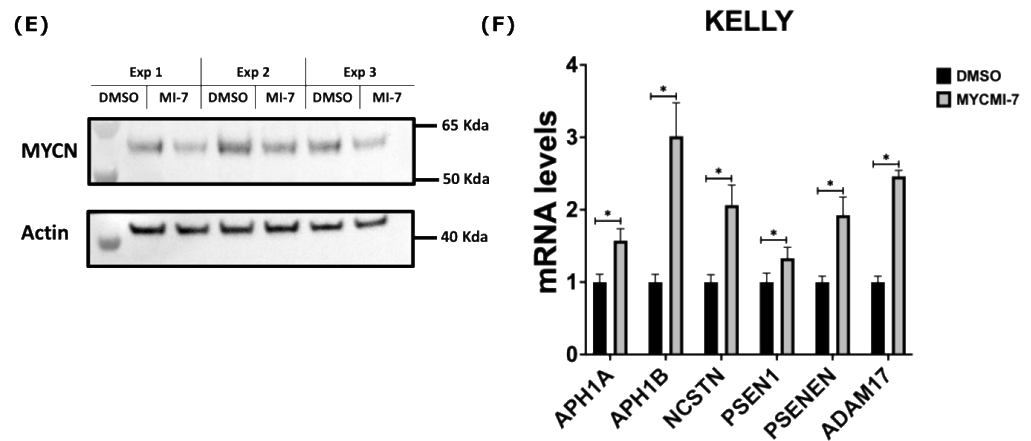 (E)
Exp 1 Exp 2 Exp 3
DMSO MI-7 DMSO MI-7 DMSO MI-7
MYCN
65 Kda
50 Kda
Actin
40 Kda
(F)
KELLY
DMSO
MYCMI-7
mRNA levels
4
3
2
1
0
* * * * * *
APH1A
APH1B
NCSTN
PSEN1
PSENEN
ADAM17